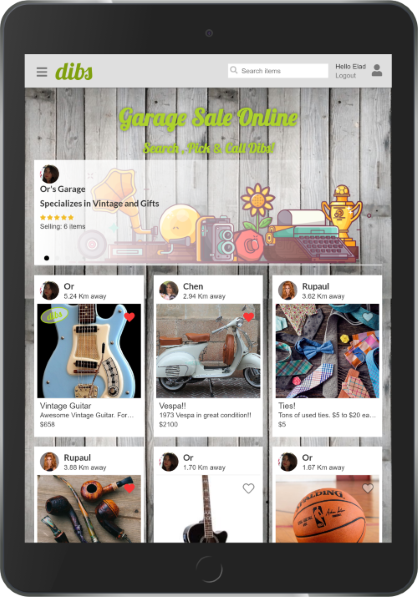 dibs
Search items
Hello Elad
Logout
Garage Sale Online
Search , Pick & Call Dibs!
Or's Garage
Specializes in Vintage and Gifts
Selling: 6 items
Or
5.24 Km away
Chen
2.94 Km away
Rupaul
3.62 Km away
dibs
Vintage Guitar
Awesome Vintage Guitar. For…
$658
Vespa!!
1973 Vespa in great condition!!
$2100
Ties!
Tons of used ties. $5 to $20 ea…
$5
Rupaul
3.88 Km away
Or
1.70 Km away
Or
1.67 Km away
SPALDING